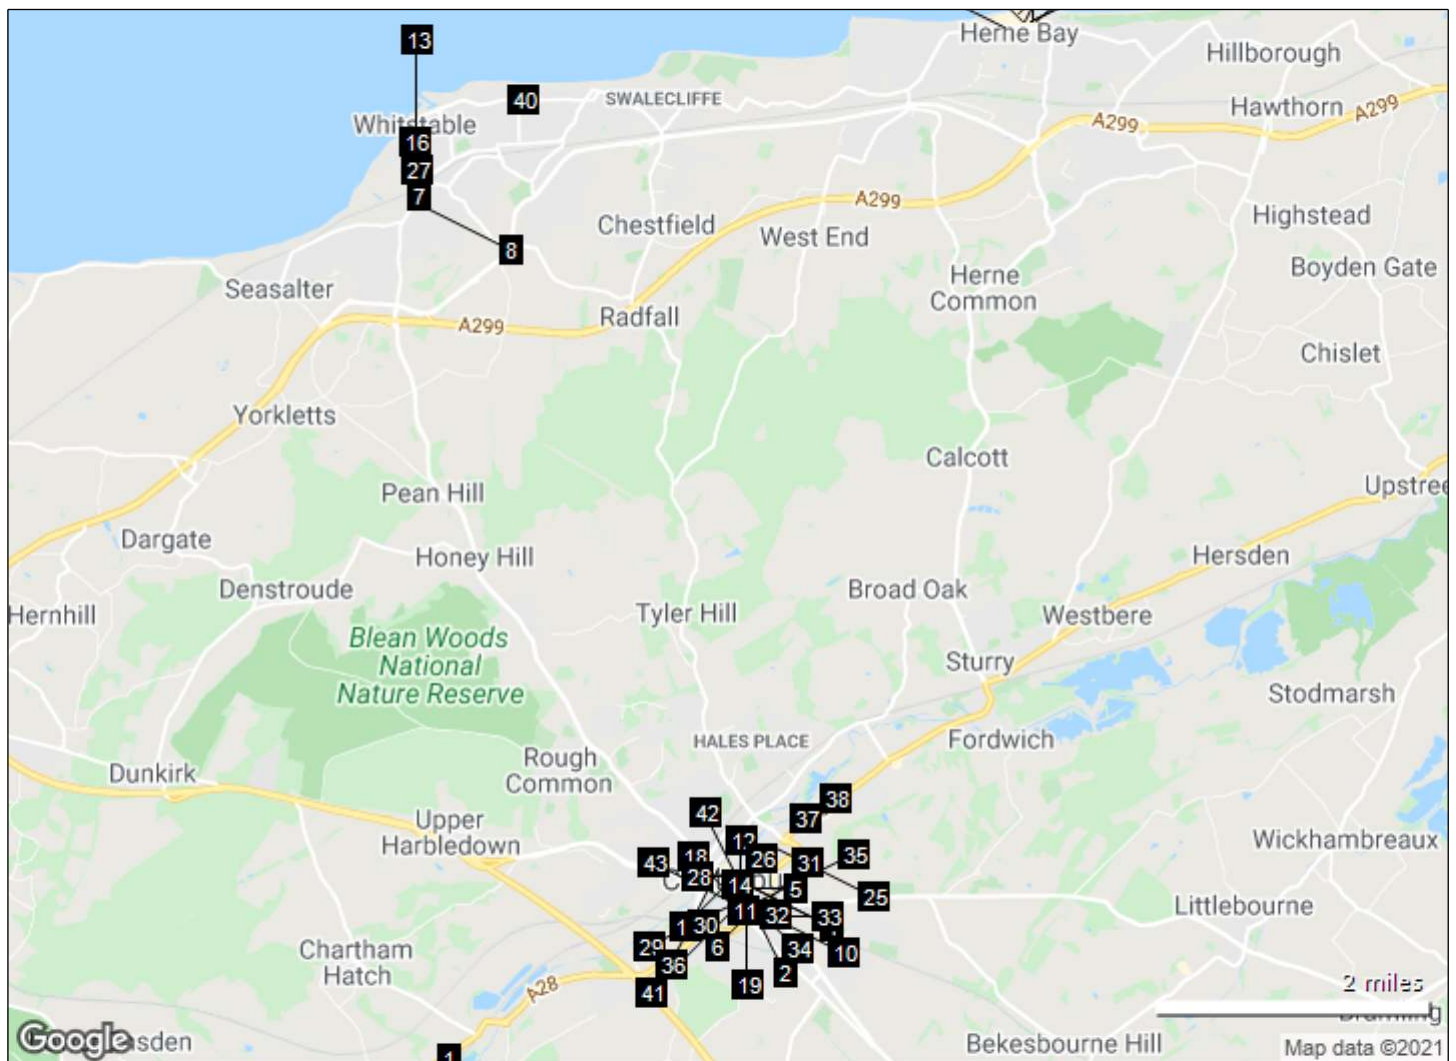 Herne Bay
13
Hillborough
40
SWALECLIFFE
Hawthorn
A299
A299
Whitstable
16
27
7
A299
Highstead
Chestfield
West End
8
Boyden Gate
Herne
Common
Seasalter
Radfall
A299
Chislet
Yorkletts
Calcott
Pean Hill
Dargate
Honey Hill
Hersden
Denstroude
Broad Oak
Hernhill
Tyler Hill
Westbere
Blean Woods
National
Nature Reserve
Sturry
Stodmarsh
HALES PLACE
Fordwich
Rough
Common
Dunkirk
38
42
37
Upper
Harbledown
12
Wickhambreaux
43
18
26
31
35
28
14
5
25
11
32
33
Littlebourne
30
29
6
34
10
Chartham
Hatch
36
2
19
41
A28
2 miles
Bekesbourne Hill
Google
Map data ©2021